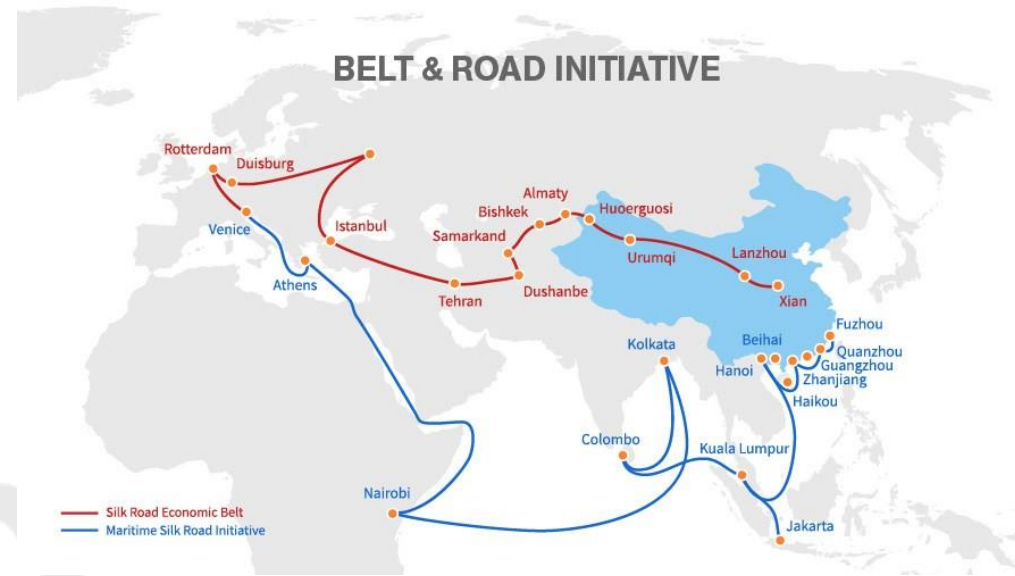 BELT & ROAD INITIATIVE
Rotterdam
Duisburg
Venice
Istanbul
Athens
Almaty
Bishkek
Huoerguosi
Samarkand
Urumqi
Lanzhou
Tehran
Dushanbe
Xian
Fuzhou
Kolkata
Beihai
Quanzhou
Hanoi
Guangzhou
Zhanjiang
Haikou
Colombo
Kuala Lumpur
Nairobi
Jakarta
Silk Road Economic Belt
Maritime Silk Road Initiative